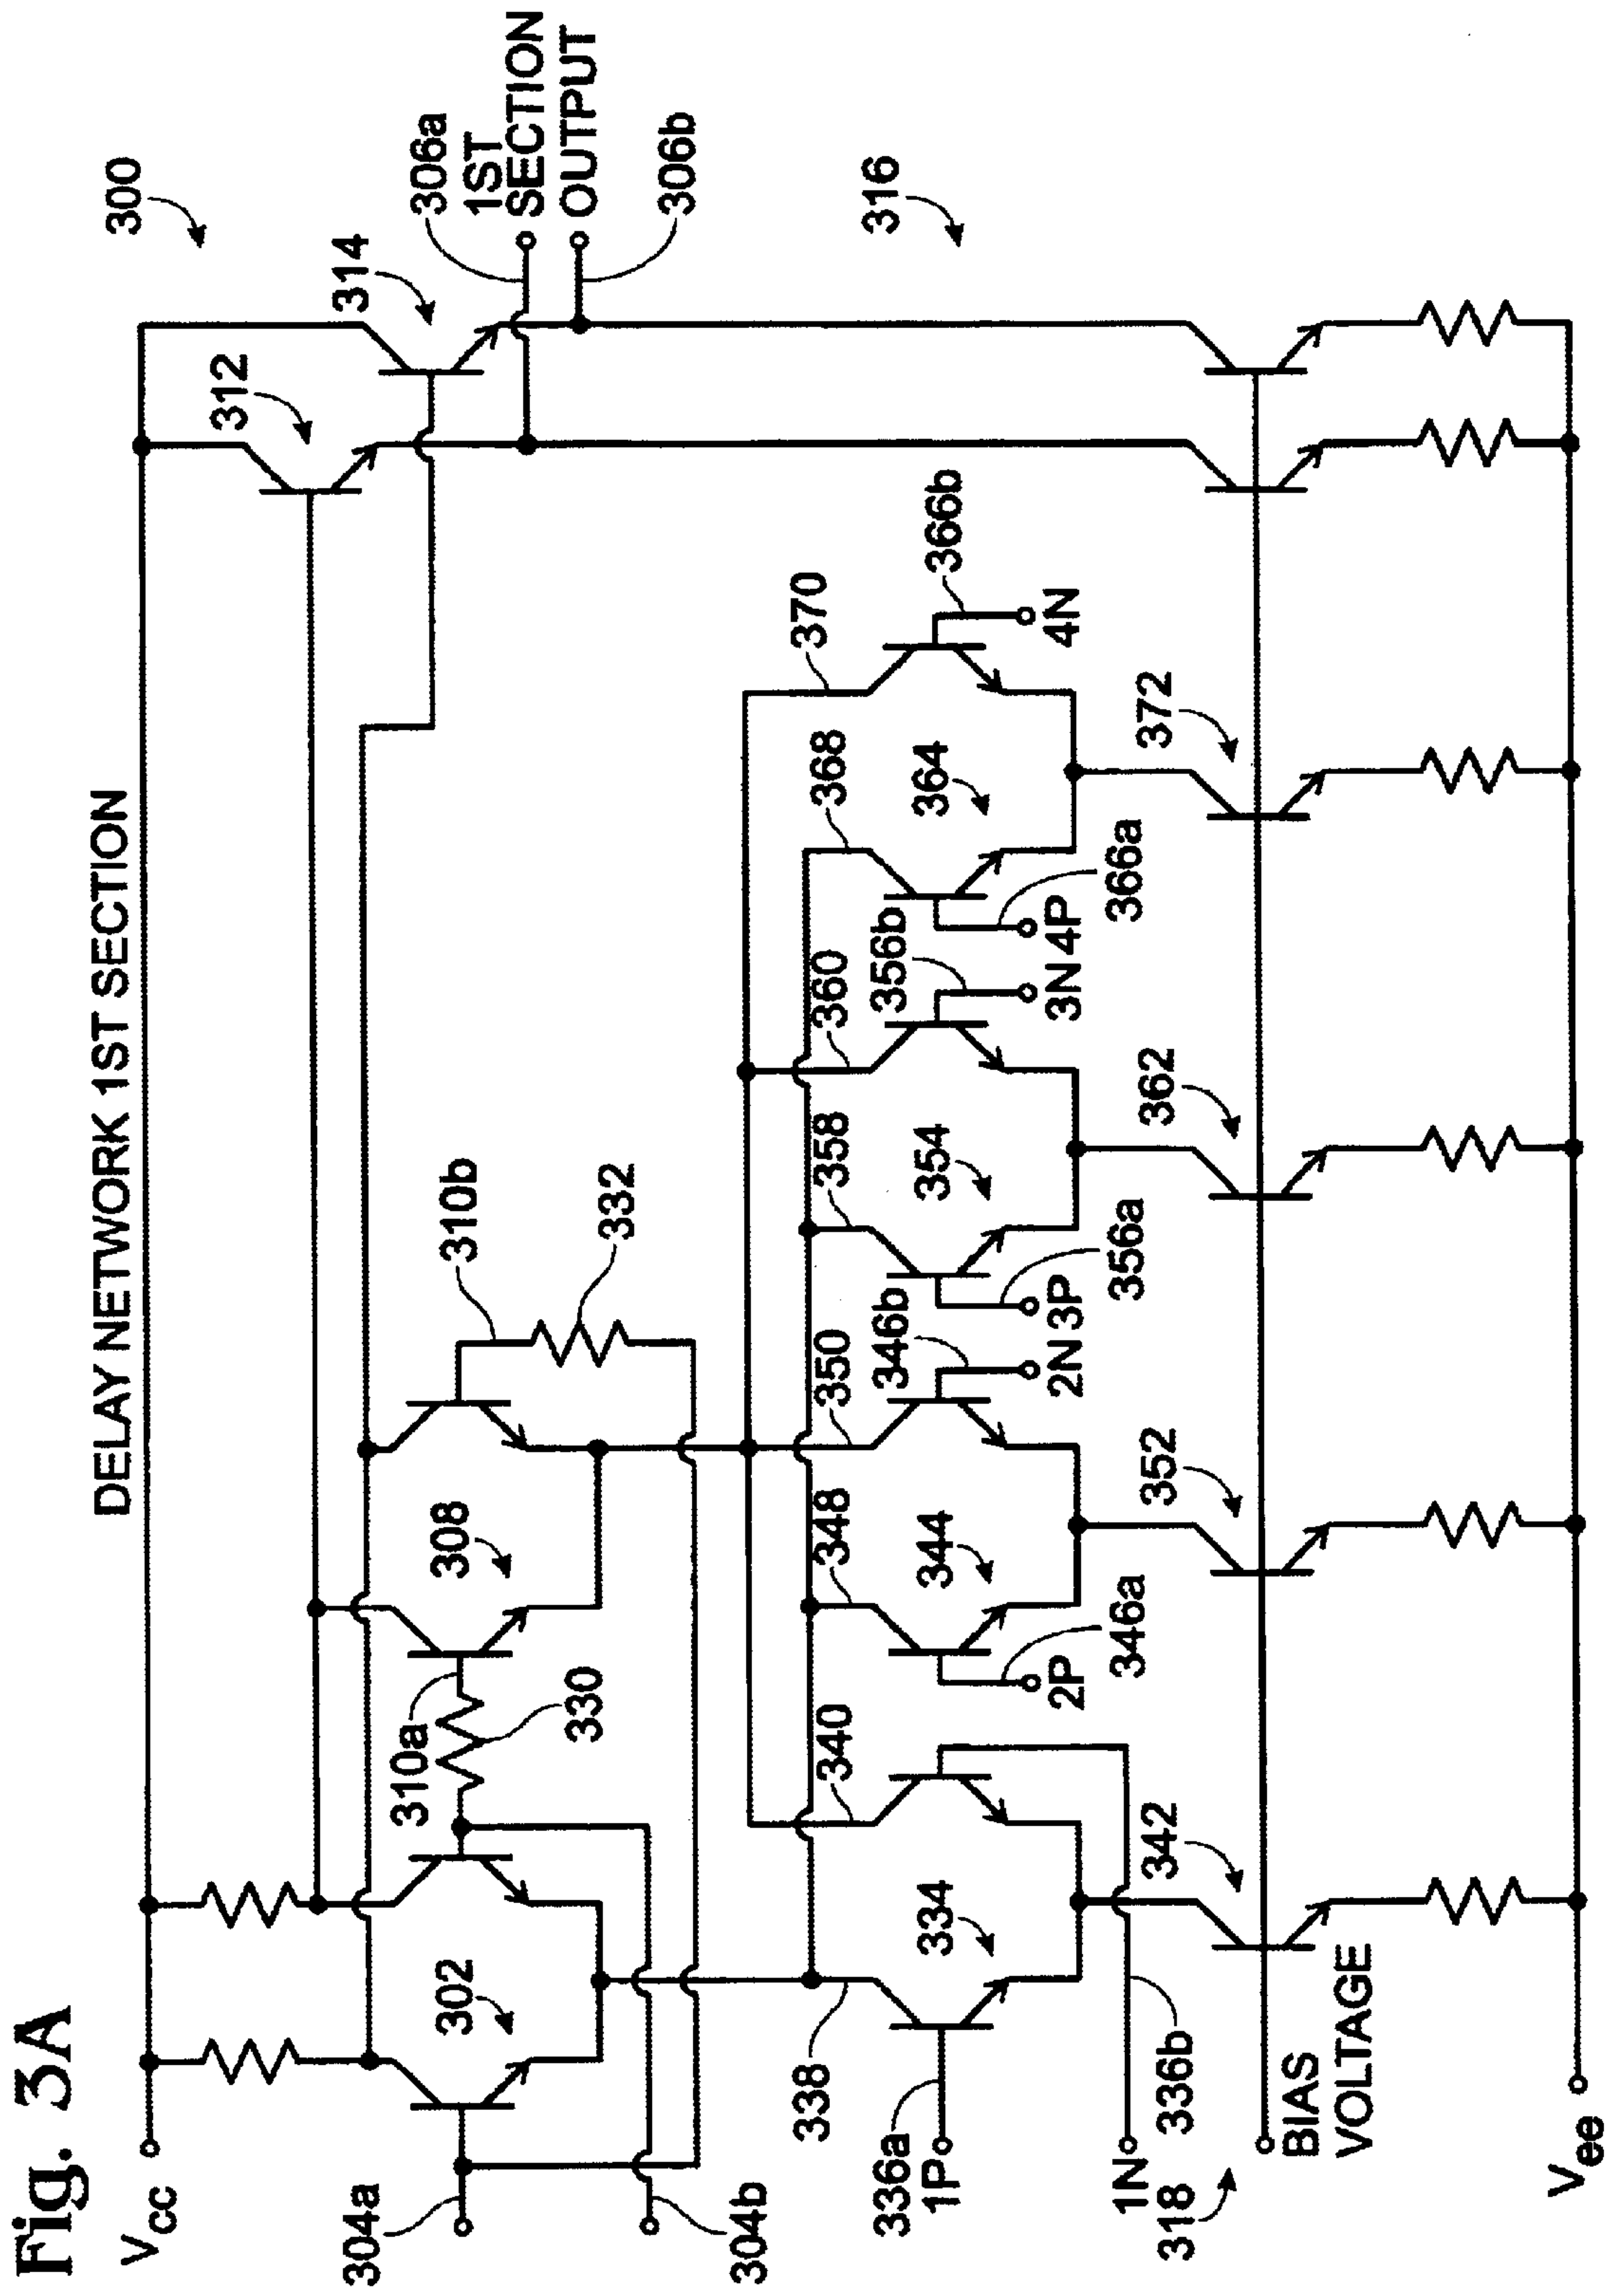 Fig. 3A
DELAY NETWORK 1ST SECTION
300
Vcc
312
314
306a
1ST
SECTION
OUTPUT
306b
304a
304b
302
310a
330
308
310b
332
316
338
340
348
350
358
360
368
370
336a
1P
334
346a
2P
344
346b
2N
356a
3P
354
356b
3N
366a
4P
364
366b
4N
1N
336b
342
352
362
372
318
BIAS
VOLTAGE
Vee